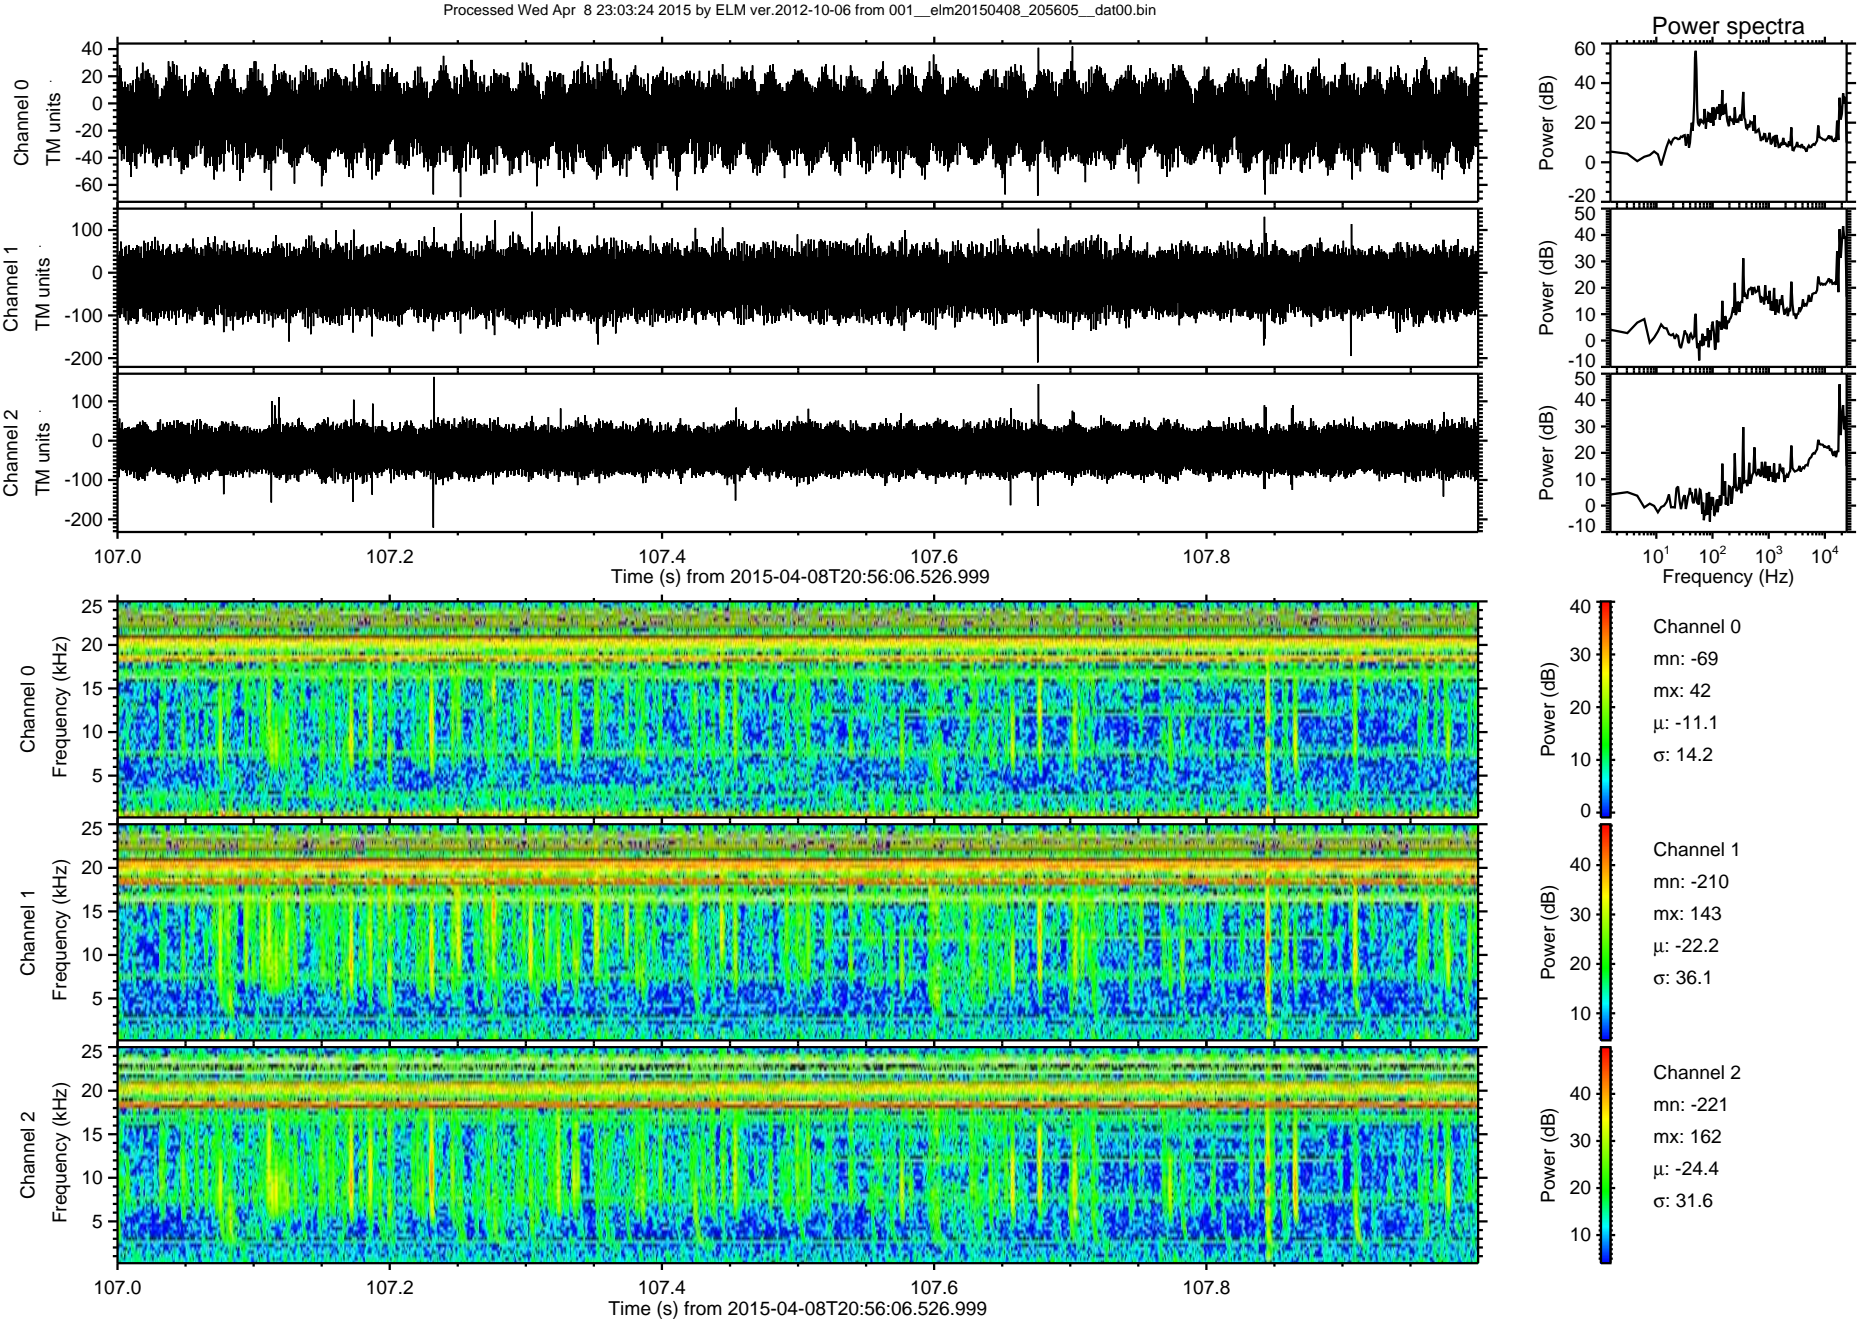 Processed Wed Apr  8 23:03:24 2015 by ELM ver.2012-10-06 from 001__elm20150408_205605__dat00.bin
Power spectra
Channel 0
TM units
40
20
0
-20
-40
-60
Power (dB)
60
40
20
0
-20
Channel 1
TM units
100
0
-100
-200
Power (dB)
50
40
30
20
10
0
-10
Channel 2
TM units
100
0
-100
-200
Power (dB)
50
40
30
20
10
0
-10
107.0 107.2 107.4 107.6 107.8
Time (s) from 2015-04-08T20:56:06.526.999
10^1 10^2 10^3 10^4
Frequency (Hz)
Channel 0
Frequency (kHz)
25
20
15
10
5
Power (dB)
40
30
20
10
0
Channel 0
mn: -69
mx: 42
μ: -11.1
σ: 14.2
Channel 1
Frequency (kHz)
25
20
15
10
5
Power (dB)
40
30
20
10
Channel 1
mn: -210
mx: 143
μ: -22.2
σ: 36.1
Channel 2
Frequency (kHz)
25
20
15
10
5
Power (dB)
40
30
20
10
Channel 2
mn: -221
mx: 162
μ: -24.4
σ: 31.6
107.0 107.2 107.4 107.6 107.8
Time (s) from 2015-04-08T20:56:06.526.999